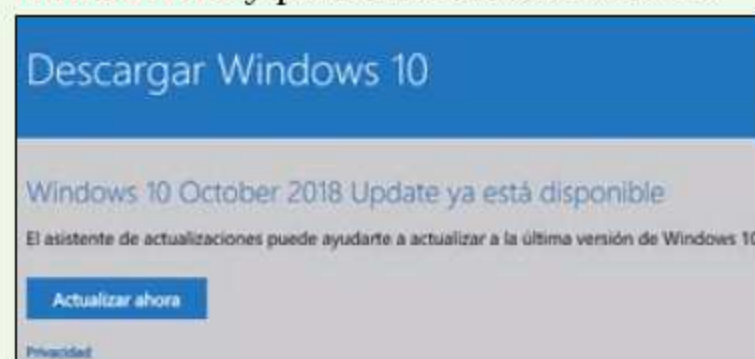 Descargar Windows 10
Windows 10 October 2018 Update ya está disponible
El asistente de actualizaciones puede ayudarte a actualizar a la última versión de Windows 10
Actualizar ahora
Privacidad